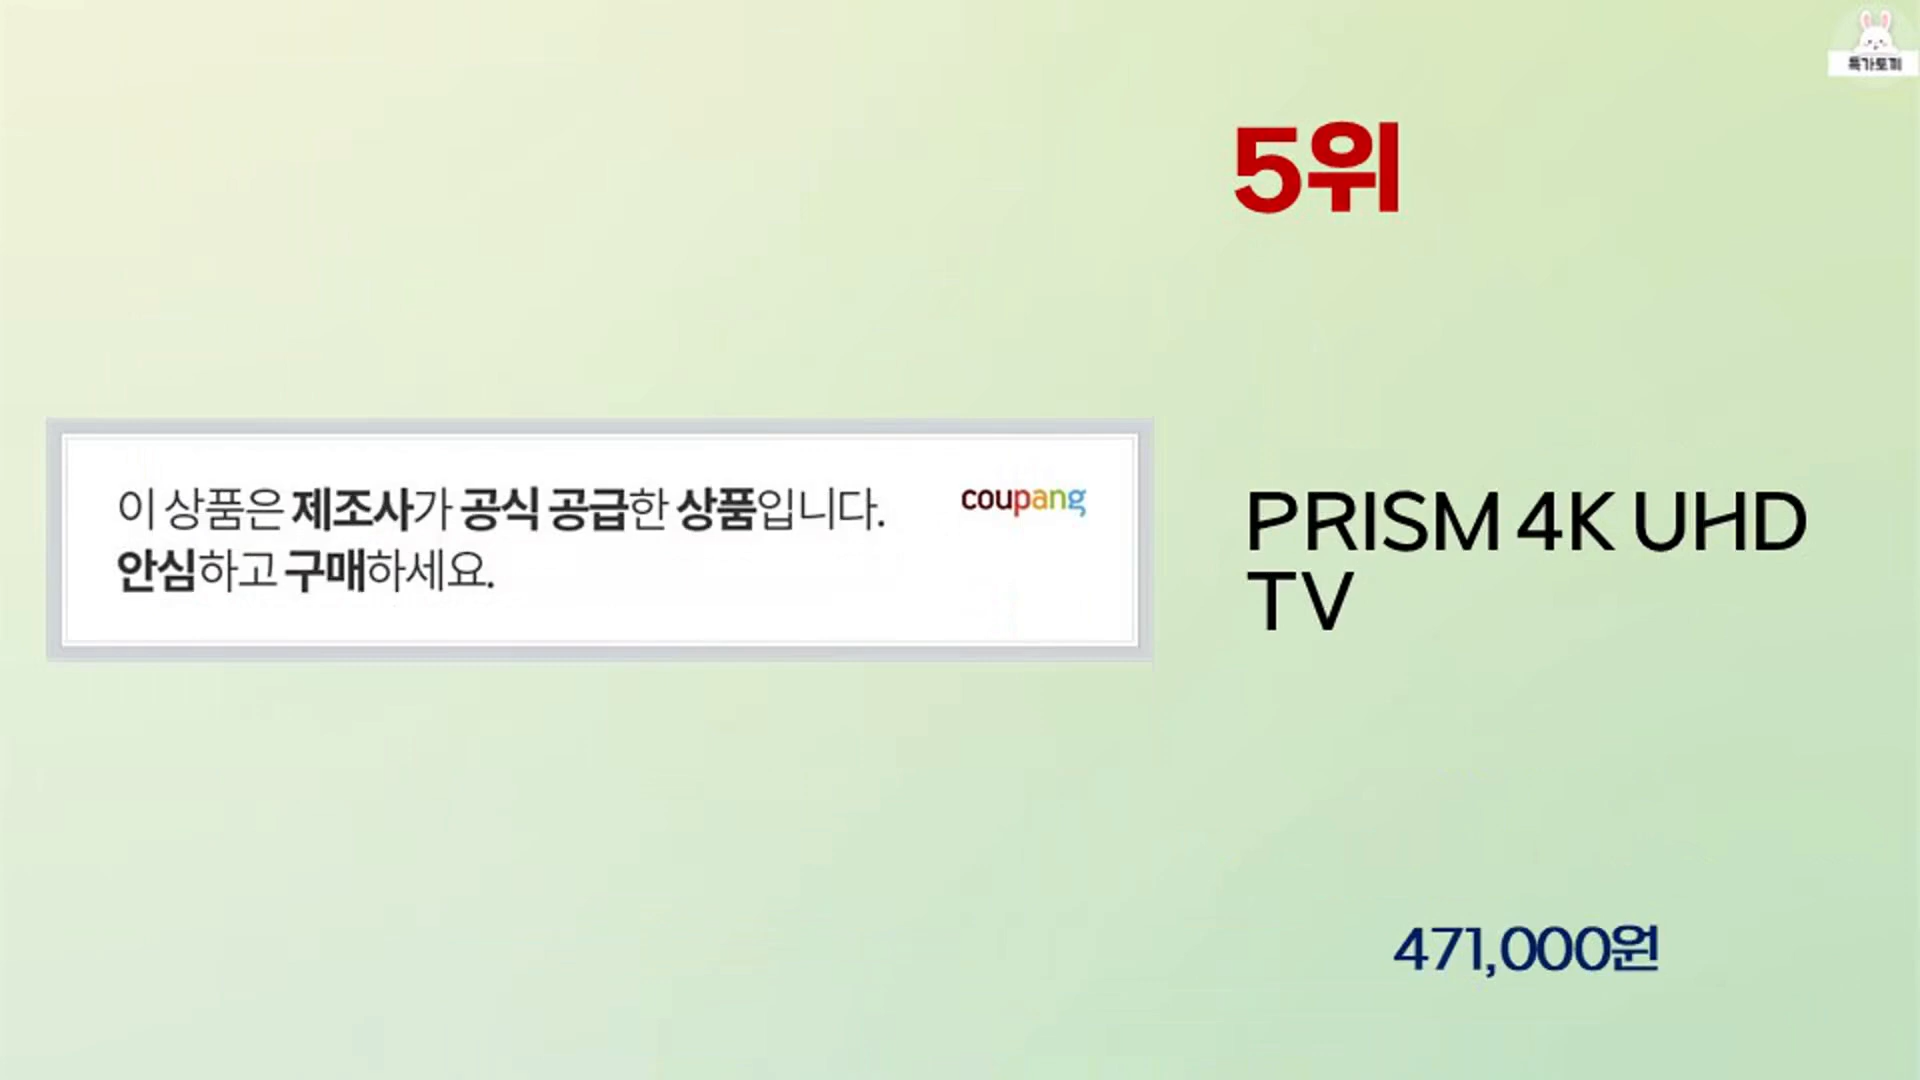 특가토끼
5위
이 상품은 제조사가 공식 공급한 상품입니다.
안심하고 구매하세요.
coupang
PRISM 4K UHD
TV
471,000원